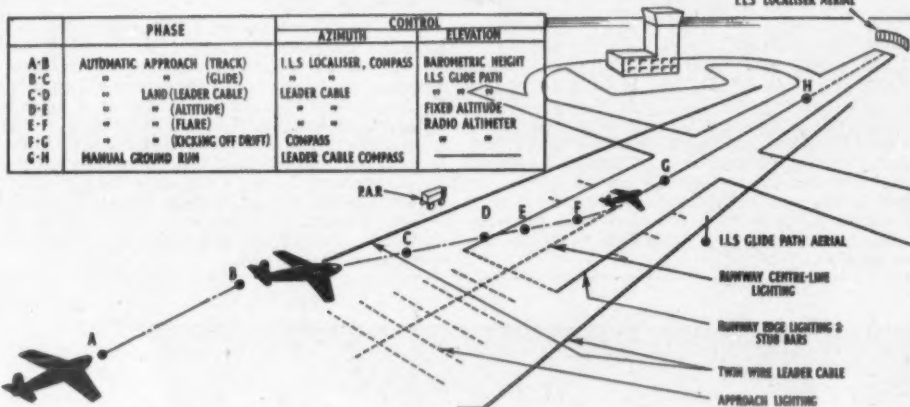 I.L.S LOCALISER AERIAL
PHASE
CONTROL
AZIMUTH
ELEVATION
A-B AUTOMATIC APPROACH (TRACK) I.L.S LOCALISER, COMPASS BAROMETRIC HEIGHT
B-C " " (GLIDE) " " I.L.S GLIDE PATH
C-D " LAND (LEADER CABLE) LEADER CABLE " " "
D-E " " (ALTITUDE) " " FIXED ALTITUDE
E-F " " (FLARE) " " RADIO ALTIMETER
F-G " " (KICKING OFF DRIFT) COMPASS " "
G-H MANUAL GROUND RUN LEADER CABLE COMPASS
H
P.A.R
G
F
E
D
C
B
A
I.L.S GLIDE PATH AERIAL
RUNWAY CENTRE-LINE
LIGHTING
RUNWAY EDGE LIGHTING &
STUB BARS
TWIN WIRE LEADER CABLE
APPROACH LIGHTING